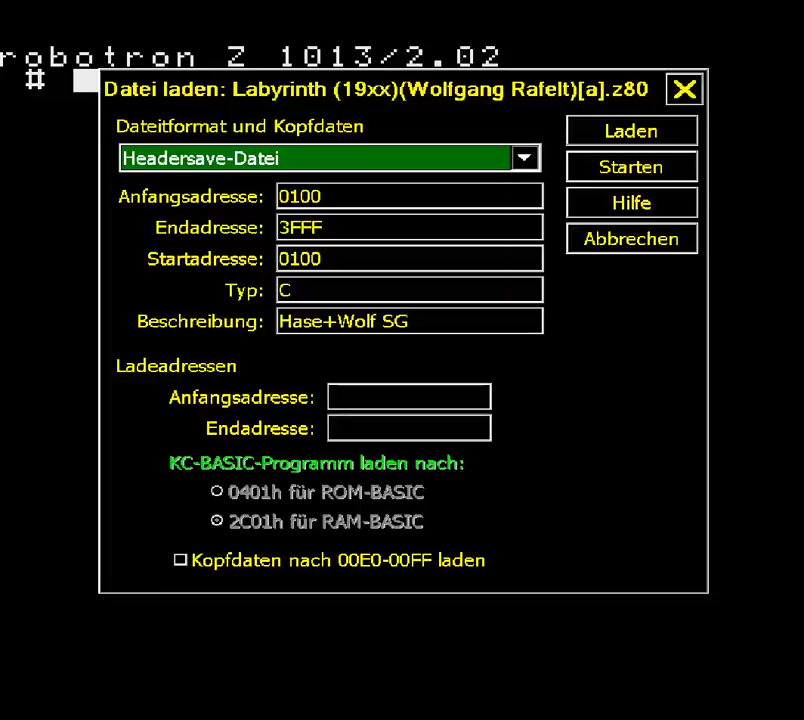 robotron Z 1013/2.02
#
Datei laden: Labyrinth (19xx)(Wolfgang Rafelt)[a].z80
Dateitformat und Kopfdaten
Headersave-Datei
Laden
Starten
Hilfe
Abbrechen
Anfangsadresse: 0100
Endadresse: 3FFF
Startadresse: 0100
Typ: C
Beschreibung: Hase+Wolf SG
Ladeadressen
Anfangsadresse:
Endadresse:
KC-BASIC-Programm laden nach:
0401h für ROM-BASIC
2C01h für RAM-BASIC
Kopfdaten nach 00E0-00FF laden